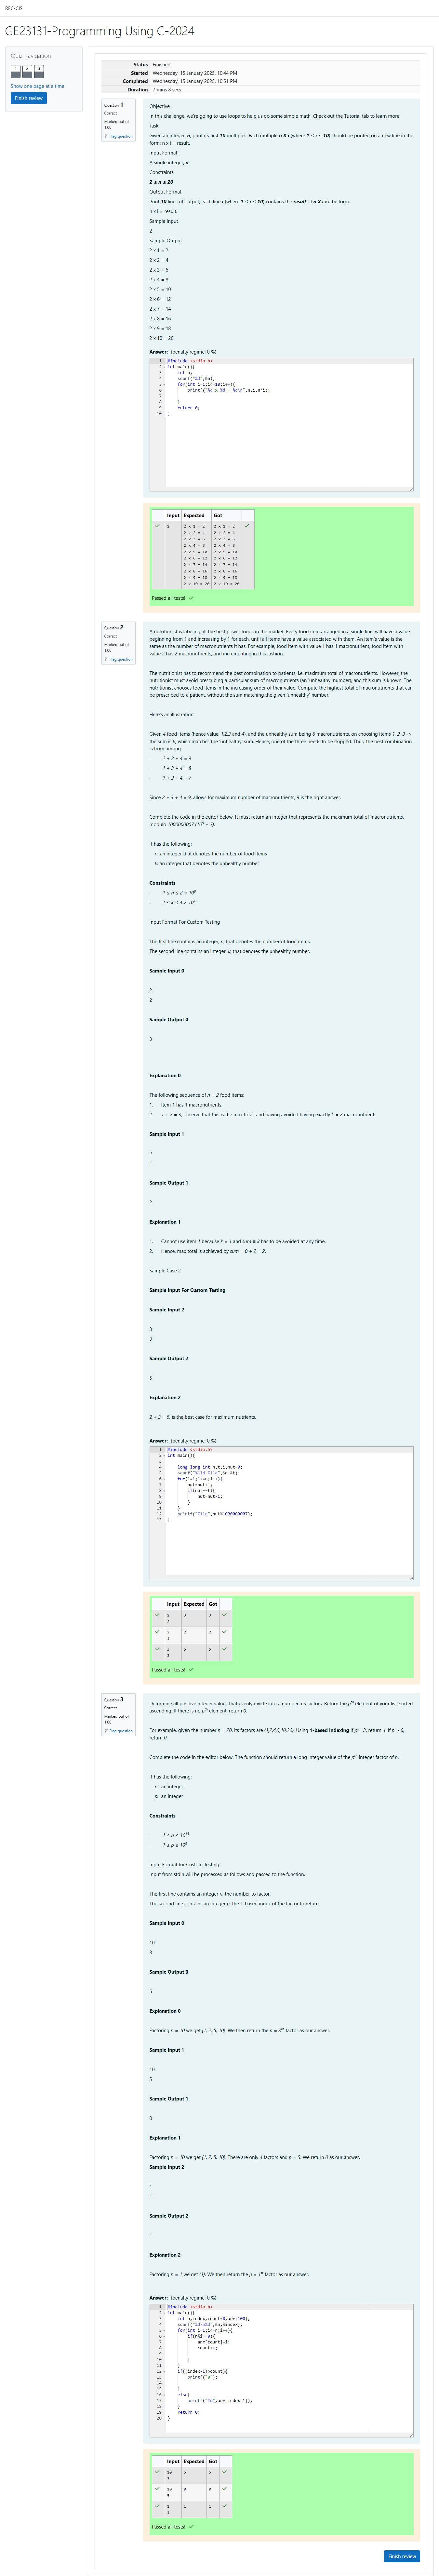 REC-CIS
GE23131-Programming Using C-2024
Quiz navigation
1 2 3
Show one page at a time
Finish review
Status Finished
Started Wednesday, 15 January 2025, 10:44 PM
Completed Wednesday, 15 January 2025, 10:51 PM
Duration 7 mins 8 secs
Question 1
Correct
Marked out of
1.00
Flag question
Objective
In this challenge, we're going to use loops to help us do some simple math. Check out the Tutorial tab to learn more.
Task
Given an integer, n, print its first 10 multiples. Each multiple n X i (where 1 ≤ i ≤ 10) should be printed on a new line in the
form: n x i = result.
Input Format
A single integer, n.
Constraints
2 ≤ n ≤ 20
Output Format
Print 10 lines of output; each line i (where 1 ≤ i ≤ 10) contains the result of n X i in the form:
n x i = result.
Sample Input
2
Sample Output
2 x 1 = 2
2 x 2 = 4
2 x 3 = 6
2 x 4 = 8
2 x 5 = 10
2 x 6 = 12
2 x 7 = 14
2 x 8 = 16
2 x 9 = 18
2 x 10 = 20
Answer: (penalty regime: 0 %)
1 #include <stdio.h>
2 int main(){
3 int n;
4 scanf("%d",&n);
5 for(int i=1;i<=10;i++){
6 printf("%d x %d = %d\n",n,i,n*i);
7
8 }
9 return 0;
10 }
Input Expected Got
2 2 x 1 = 2 2 x 1 = 2
2 x 2 = 4 2 x 2 = 4
2 x 3 = 6 2 x 3 = 6
2 x 4 = 8 2 x 4 = 8
2 x 5 = 10 2 x 5 = 10
2 x 6 = 12 2 x 6 = 12
2 x 7 = 14 2 x 7 = 14
2 x 8 = 16 2 x 8 = 16
2 x 9 = 18 2 x 9 = 18
2 x 10 = 20 2 x 10 = 20
Passed all tests!
Question 2
Correct
Marked out of
1.00
Flag question
A nutritionist is labeling all the best power foods in the market. Every food item arranged in a single line, will have a value
beginning from 1 and increasing by 1 for each, until all items have a value associated with them. An item's value is the
same as the number of macronutrients it has. For example, food item with value 1 has 1 macronutrient, food item with
value 2 has 2 macronutrients, and incrementing in this fashion.
The nutritionist has to recommend the best combination to patients, i.e. maximum total of macronutrients. However, the
nutritionist must avoid prescribing a particular sum of macronutrients (an 'unhealthy' number), and this sum is known. The
nutritionist chooses food items in the increasing order of their value. Compute the highest total of macronutrients that can
be prescribed to a patient, without the sum matching the given 'unhealthy' number.
Here's an illustration:
Given 4 food items (hence value: 1,2,3 and 4), and the unhealthy sum being 6 macronutrients, on choosing items 1, 2, 3 ->
the sum is 6, which matches the 'unhealthy' sum. Hence, one of the three needs to be skipped. Thus, the best combination
is from among:
· 2 + 3 + 4 = 9
· 1 + 3 + 4 = 8
· 1 + 2 + 4 = 7
Since 2 + 3 + 4 = 9, allows for maximum number of macronutrients, 9 is the right answer.
Complete the code in the editor below. It must return an integer that represents the maximum total of macronutrients,
modulo 1000000007 (10⁹ + 7).
It has the following:
n: an integer that denotes the number of food items
k: an integer that denotes the unhealthy number
Constraints
· 1 ≤ n ≤ 2 × 10⁹
· 1 ≤ k ≤ 4 × 10¹⁵
Input Format For Custom Testing
The first line contains an integer, n, that denotes the number of food items.
The second line contains an integer, k, that denotes the unhealthy number.
Sample Input 0
2
2
Sample Output 0
3
Explanation 0
The following sequence of n = 2 food items:
1. Item 1 has 1 macronutrients.
2. 1 + 2 = 3; observe that this is the max total, and having avoided having exactly k = 2 macronutrients.
Sample Input 1
2
1
Sample Output 1
2
Explanation 1
1. Cannot use item 1 because k = 1 and sum ≡ k has to be avoided at any time.
2. Hence, max total is achieved by sum = 0 + 2 = 2.
Sample Case 2
Sample Input For Custom Testing
Sample Input 2
3
3
Sample Output 2
5
Explanation 2
2 + 3 = 5, is the best case for maximum nutrients.
Answer: (penalty regime: 0 %)
1 #include <stdio.h>
2 int main(){
3
4 long long int n,t,i,nut=0;
5 scanf("%lld %lld",&n,&t);
6 for(i=1;i<=n;i++){
7 nut=nut+i;
8 if(nut==t){
9 nut=nut-1;
10 }
11 }
12 printf("%lld",nut%1000000007);
13 }
Input Expected Got
2 3 3
2
2 2 2
1
3 5 5
3
Passed all tests!
Question 3
Correct
Marked out of
1.00
Flag question
Determine all positive integer values that evenly divide into a number, its factors. Return the pᵗʰ element of your list, sorted
ascending. If there is no pᵗʰ element, return 0.
For example, given the number n = 20, its factors are {1,2,4,5,10,20}. Using 1-based indexing if p = 3, return 4. If p > 6,
return 0.
Complete the code in the editor below. The function should return a long integer value of the pᵗʰ integer factor of n.
It has the following:
n: an integer
p: an integer
Constraints
· 1 ≤ n ≤ 10¹⁵
· 1 ≤ p ≤ 10⁹
Input Format for Custom Testing
Input from stdin will be processed as follows and passed to the function.
The first line contains an integer n, the number to factor.
The second line contains an integer p, the 1-based index of the factor to return.
Sample Input 0
10
3
Sample Output 0
5
Explanation 0
Factoring n = 10 we get {1, 2, 5, 10}. We then return the p = 3ʳᵈ factor as our answer.
Sample Input 1
10
5
Sample Output 1
0
Explanation 1
Factoring n = 10 we get {1, 2, 5, 10}. There are only 4 factors and p = 5. We return 0 as our answer.
Sample Input 2
1
1
Sample Output 2
1
Explanation 2
Factoring n = 1 we get {1}. We then return the p = 1ˢᵗ factor as our answer.
Answer: (penalty regime: 0 %)
1 #include <stdio.h>
2 int main(){
3 int n,index,count=0,arr[100];
4 scanf("%d\n%d",&n,&index);
5 for(int i=1;i<=n;i++){
6 if(n%i==0){
7 arr[count]=i;
8 count++;
9
10 }
11 }
12 if((index-1)>count){
13 printf("0");
14
15 }
16 else{
17 printf("%d",arr[index-1]);
18 }
19 return 0;
20 }
Input Expected Got
10 5 5
3
10 0 0
5
1 1 1
1
Passed all tests!
Finish review